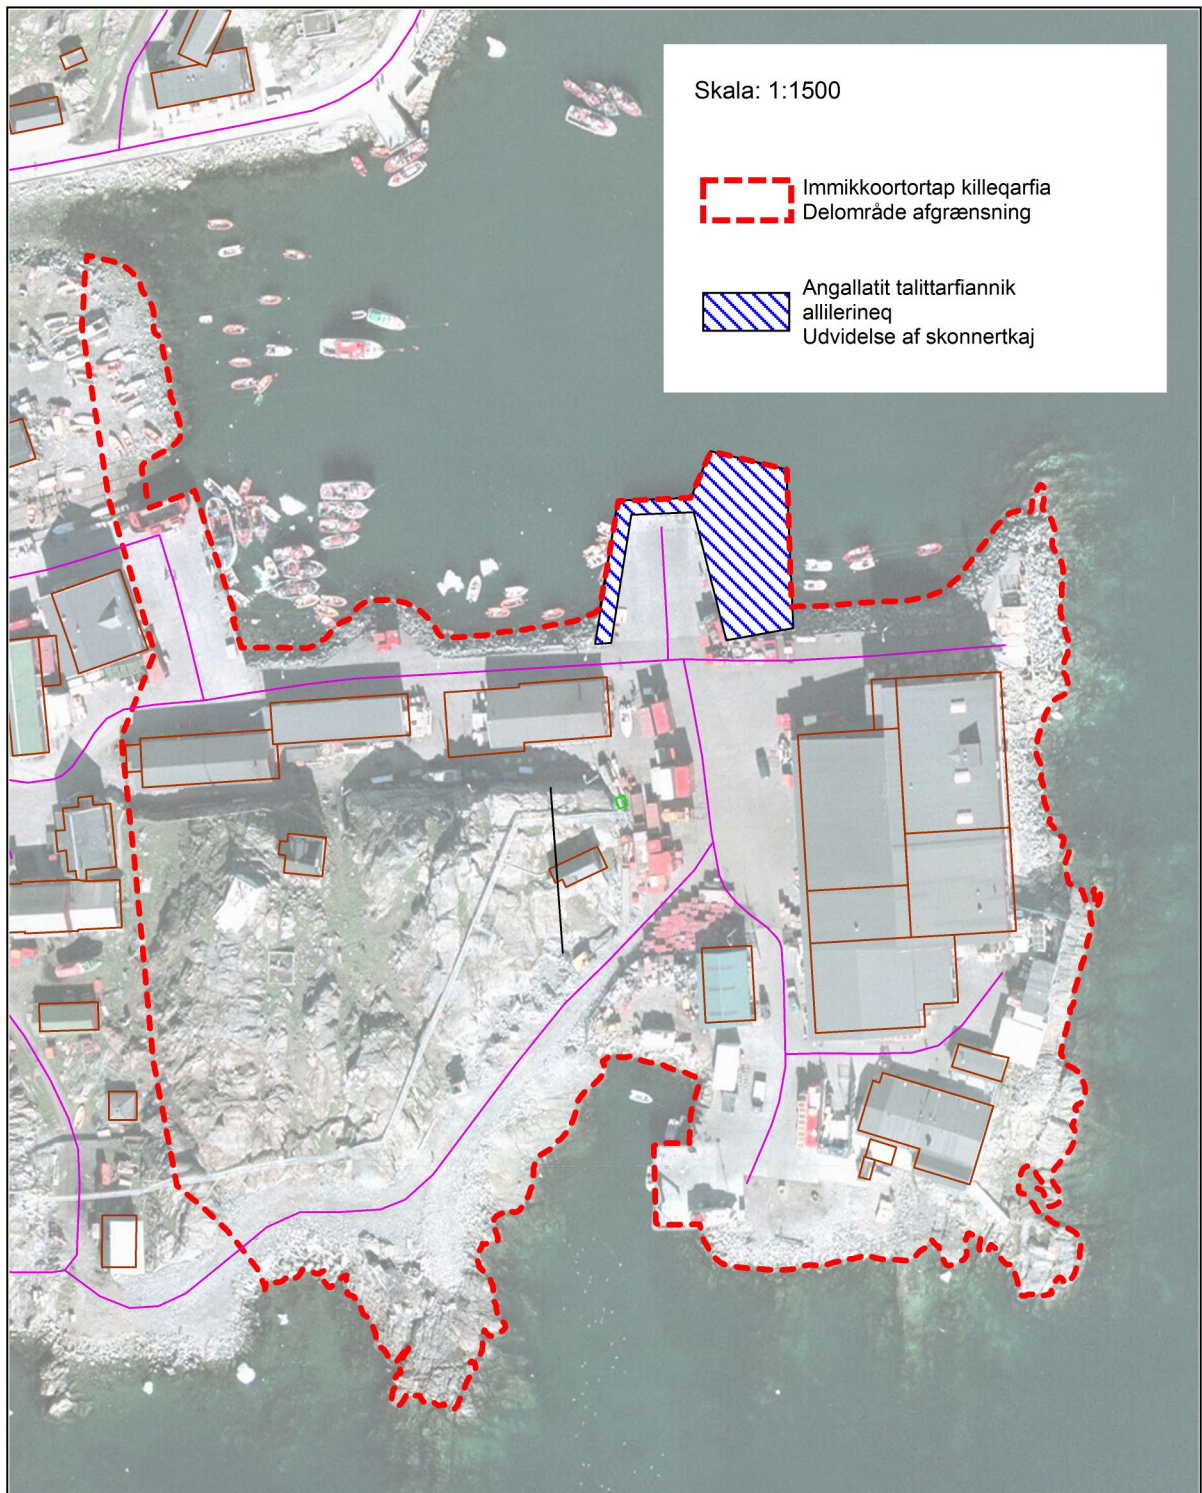 Skala: 1:1500
Immikkoortortap killeqarfia
Delområde afgrænsning
Angallatit talittarfiannik
allilerineq
Udvidelse af skonnertkaj